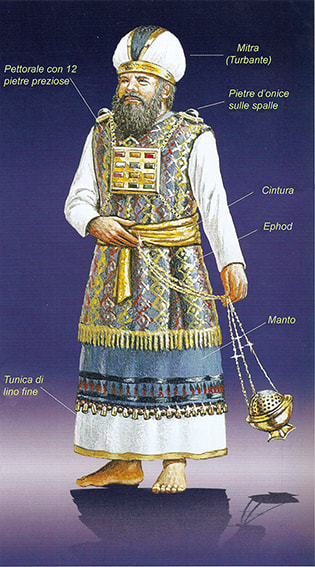 Mitra
(Turbante)
Pettorale con 12
pietre preziose
Pietre d'onice
sulle spalle
Cintura
Ephod
Manto
Tunica di
lino fine